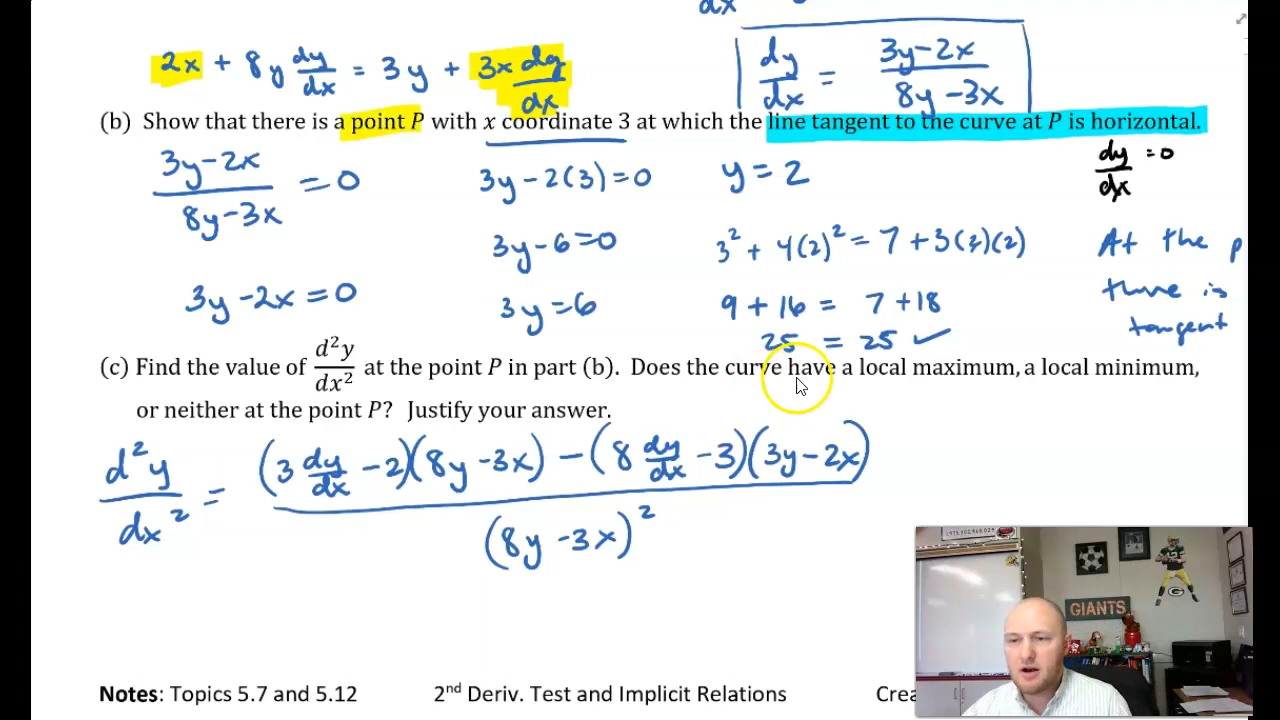 dx
2x + 8y dy/dx = 3y + 3x dy/dx
dy/dx = (3y-2x)/(8y-3x)
(b) Show that there is a point P with x coordinate 3 at which the line tangent to the curve at P is horizontal.
(3y-2x)/(8y-3x) = 0
3y-2(3)=0
y = 2
dy/dx = 0
3y-6=0
3² + 4(2)² = 7 + 3(3)(2)
At the p
3y-2x=0
3y=6
9 + 16 = 7 + 18
there is
25 = 25 ✓
tangent
(c) Find the value of d²y/dx² at the point P in part (b). Does the curve have a local maximum, a local minimum,
or neither at the point P? Justify your answer.
d²y/dx² = ((3 dy/dx - 2)(8y-3x) - (8 dy/dx - 3)(3y-2x))/(8y-3x)²
GIANTS
G
Notes: Topics 5.7 and 5.12 2nd Deriv. Test and Implicit Relations Crea